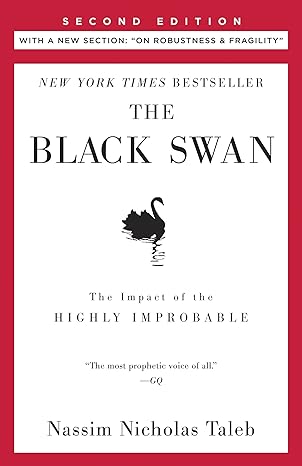 SECOND EDITION
WITH A NEW SECTION: "ON ROBUSTNESS & FRAGILITY"
NEW YORK TIMES BESTSELLER
THE
BLACK SWAN
The Impact of the
HIGHLY IMPROBABLE
“The most prophetic voice of all.”
—GQ
Nassim Nicholas Taleb